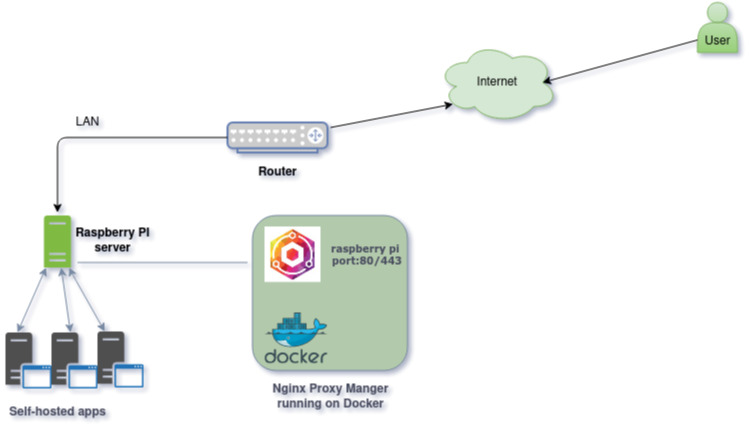 User
Internet
LAN
Router
Raspberry PI
server
raspberry pi
port:80/443
docker
Nginx Proxy Manger
running on Docker
Self-hosted apps